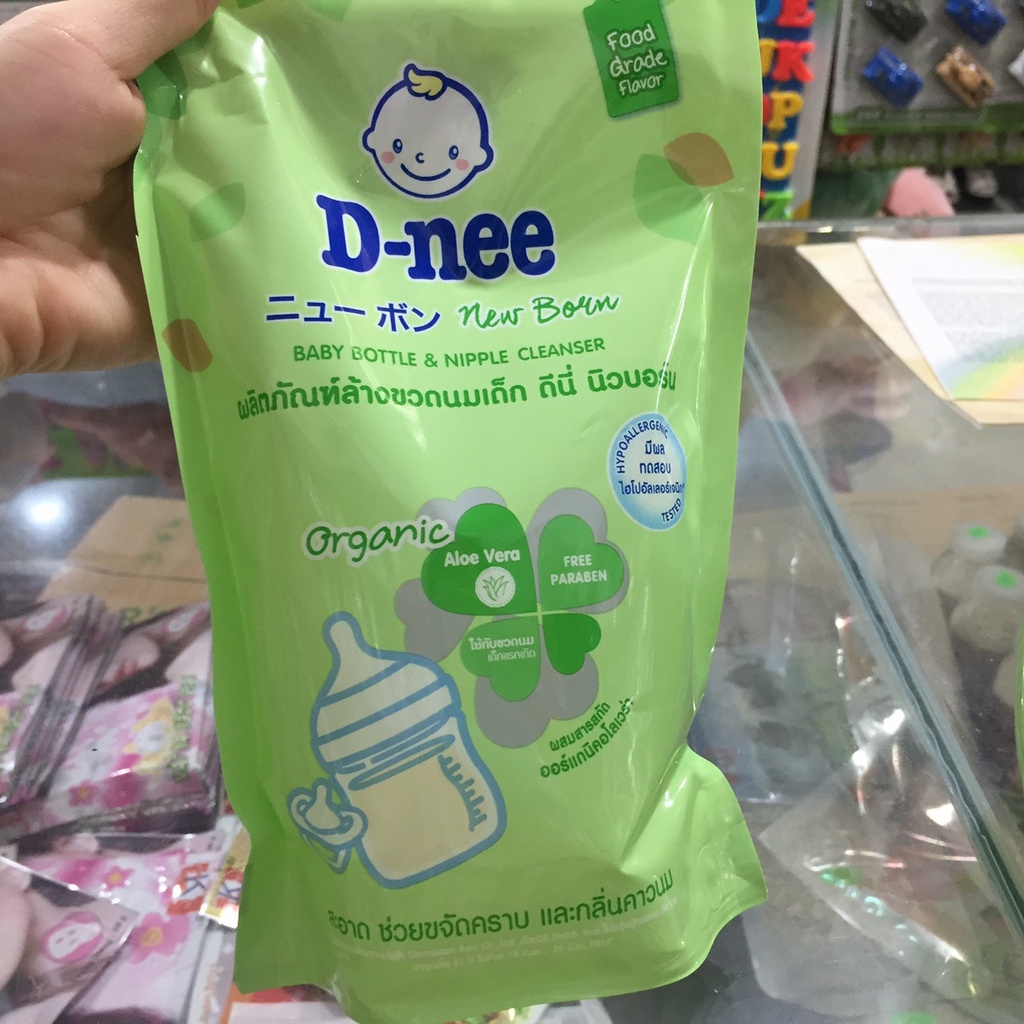 Food
Grade
Flavor
D-nee
ニュー ボン New Born
BABY BOTTLE & NIPPLE CLEANSER
ผลิตภัณฑ์ล้างขวดนมเด็ก ดีนี่ นิวบอร์น
HYPOALLERGENIC
มีผล
ทดสอบ
ไฮโปอัลเลอร์เจนิก
TESTED
Organic
Aloe Vera
FREE
PARABEN
ใช้กับขวดนม
เด็กแรกเกิด
ผสมสารสกัด
ออร์แกนิคอโลเวร่า
สะอาด ช่วยขจัดคราบ และกลิ่นคาวนม